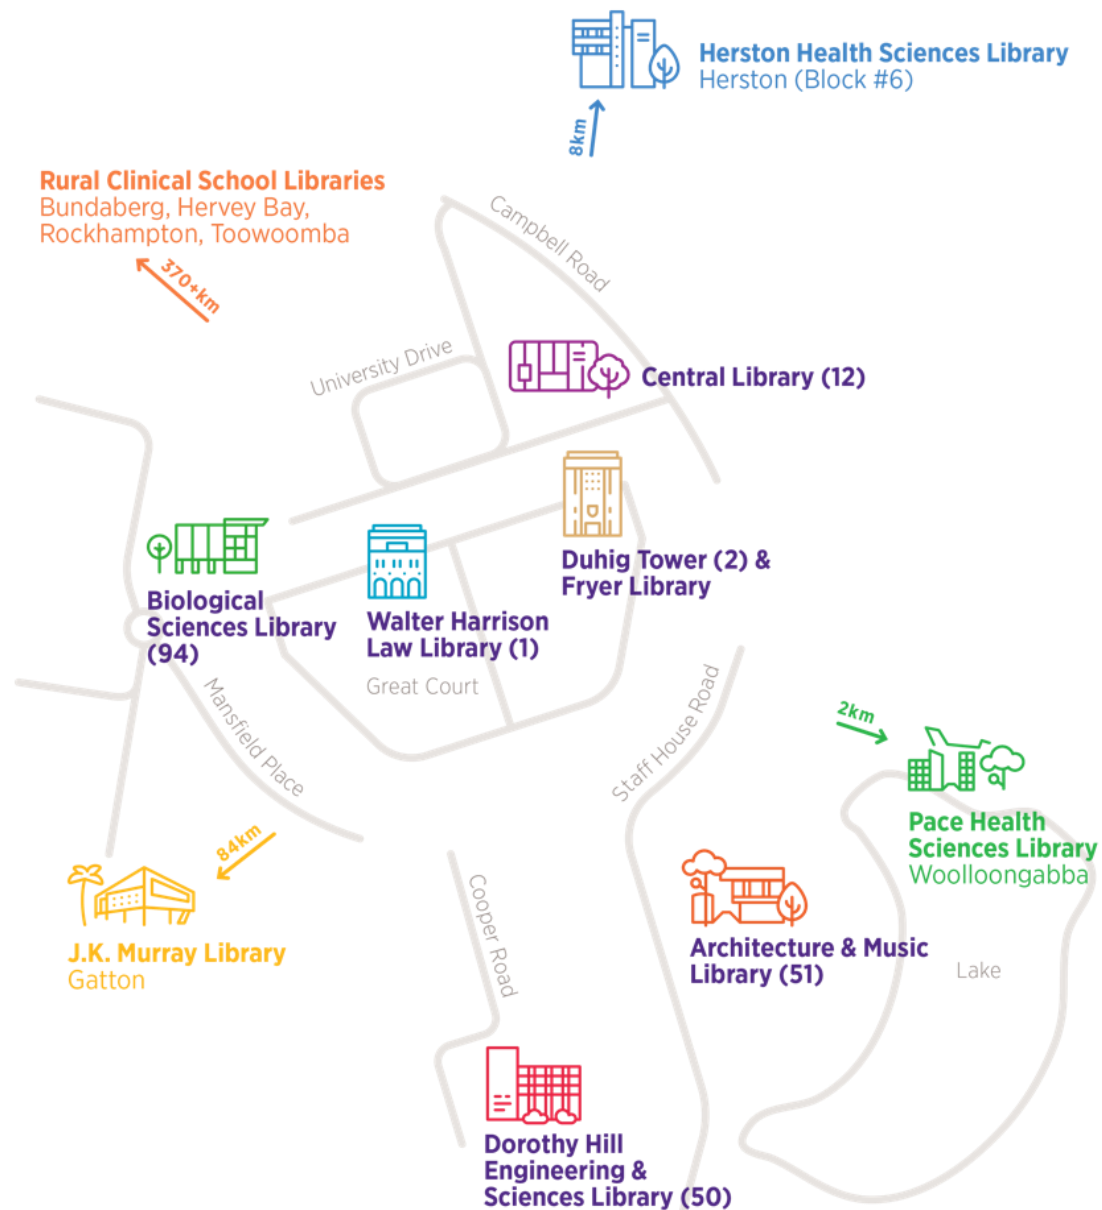 Herston Health Sciences Library
Herston (Block #6)
8km
Rural Clinical School Libraries
Bundaberg, Hervey Bay,
Rockhampton, Toowoomba
370+km
Campbell Road
University Drive
Central Library (12)
Duhig Tower (2) &
Fryer Library
Biological
Sciences Library
(94)
Walter Harrison
Law Library (1)
Great Court
Mansfield Place
Staff House Road
2km
Pace Health
Sciences Library
Woolloongabba
84km
J.K. Murray Library
Gatton
Cooper Road
Architecture & Music
Library (51)
Lake
Dorothy Hill
Engineering &
Sciences Library (50)